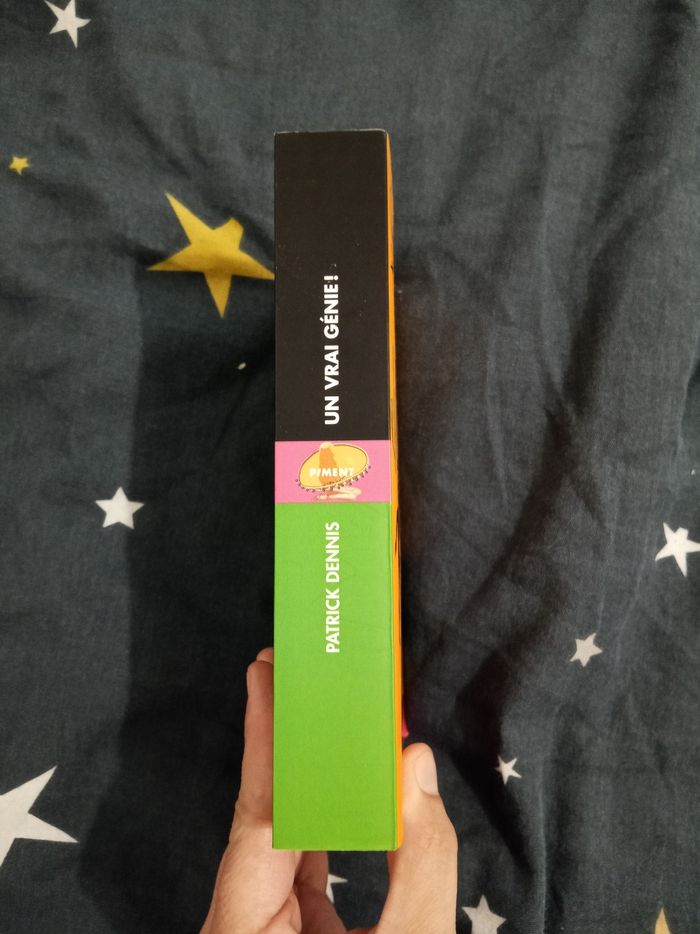 UN VRAI GÉNIE!
PIMENT
PATRICK DENNIS